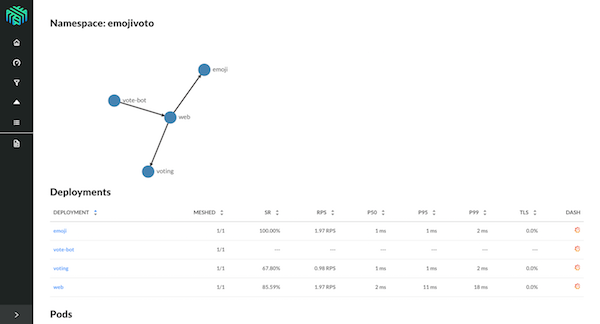 Namespace: emojivoto
emoji
vote-bot
web
voting
Deployments
DEPLOYMENT MESHED SR RPS P50 P95 P99 TLS DASH
emoji 1/1 100.00% 1.97 RPS 1 ms 1 ms 2 ms 0.0%
vote-bot 1/1 --- --- --- --- --- ---
voting 1/1 67.80% 0.98 RPS 1 ms 1 ms 2 ms 0.0%
web 1/1 85.59% 1.97 RPS 2 ms 11 ms 18 ms 0.0%
Pods